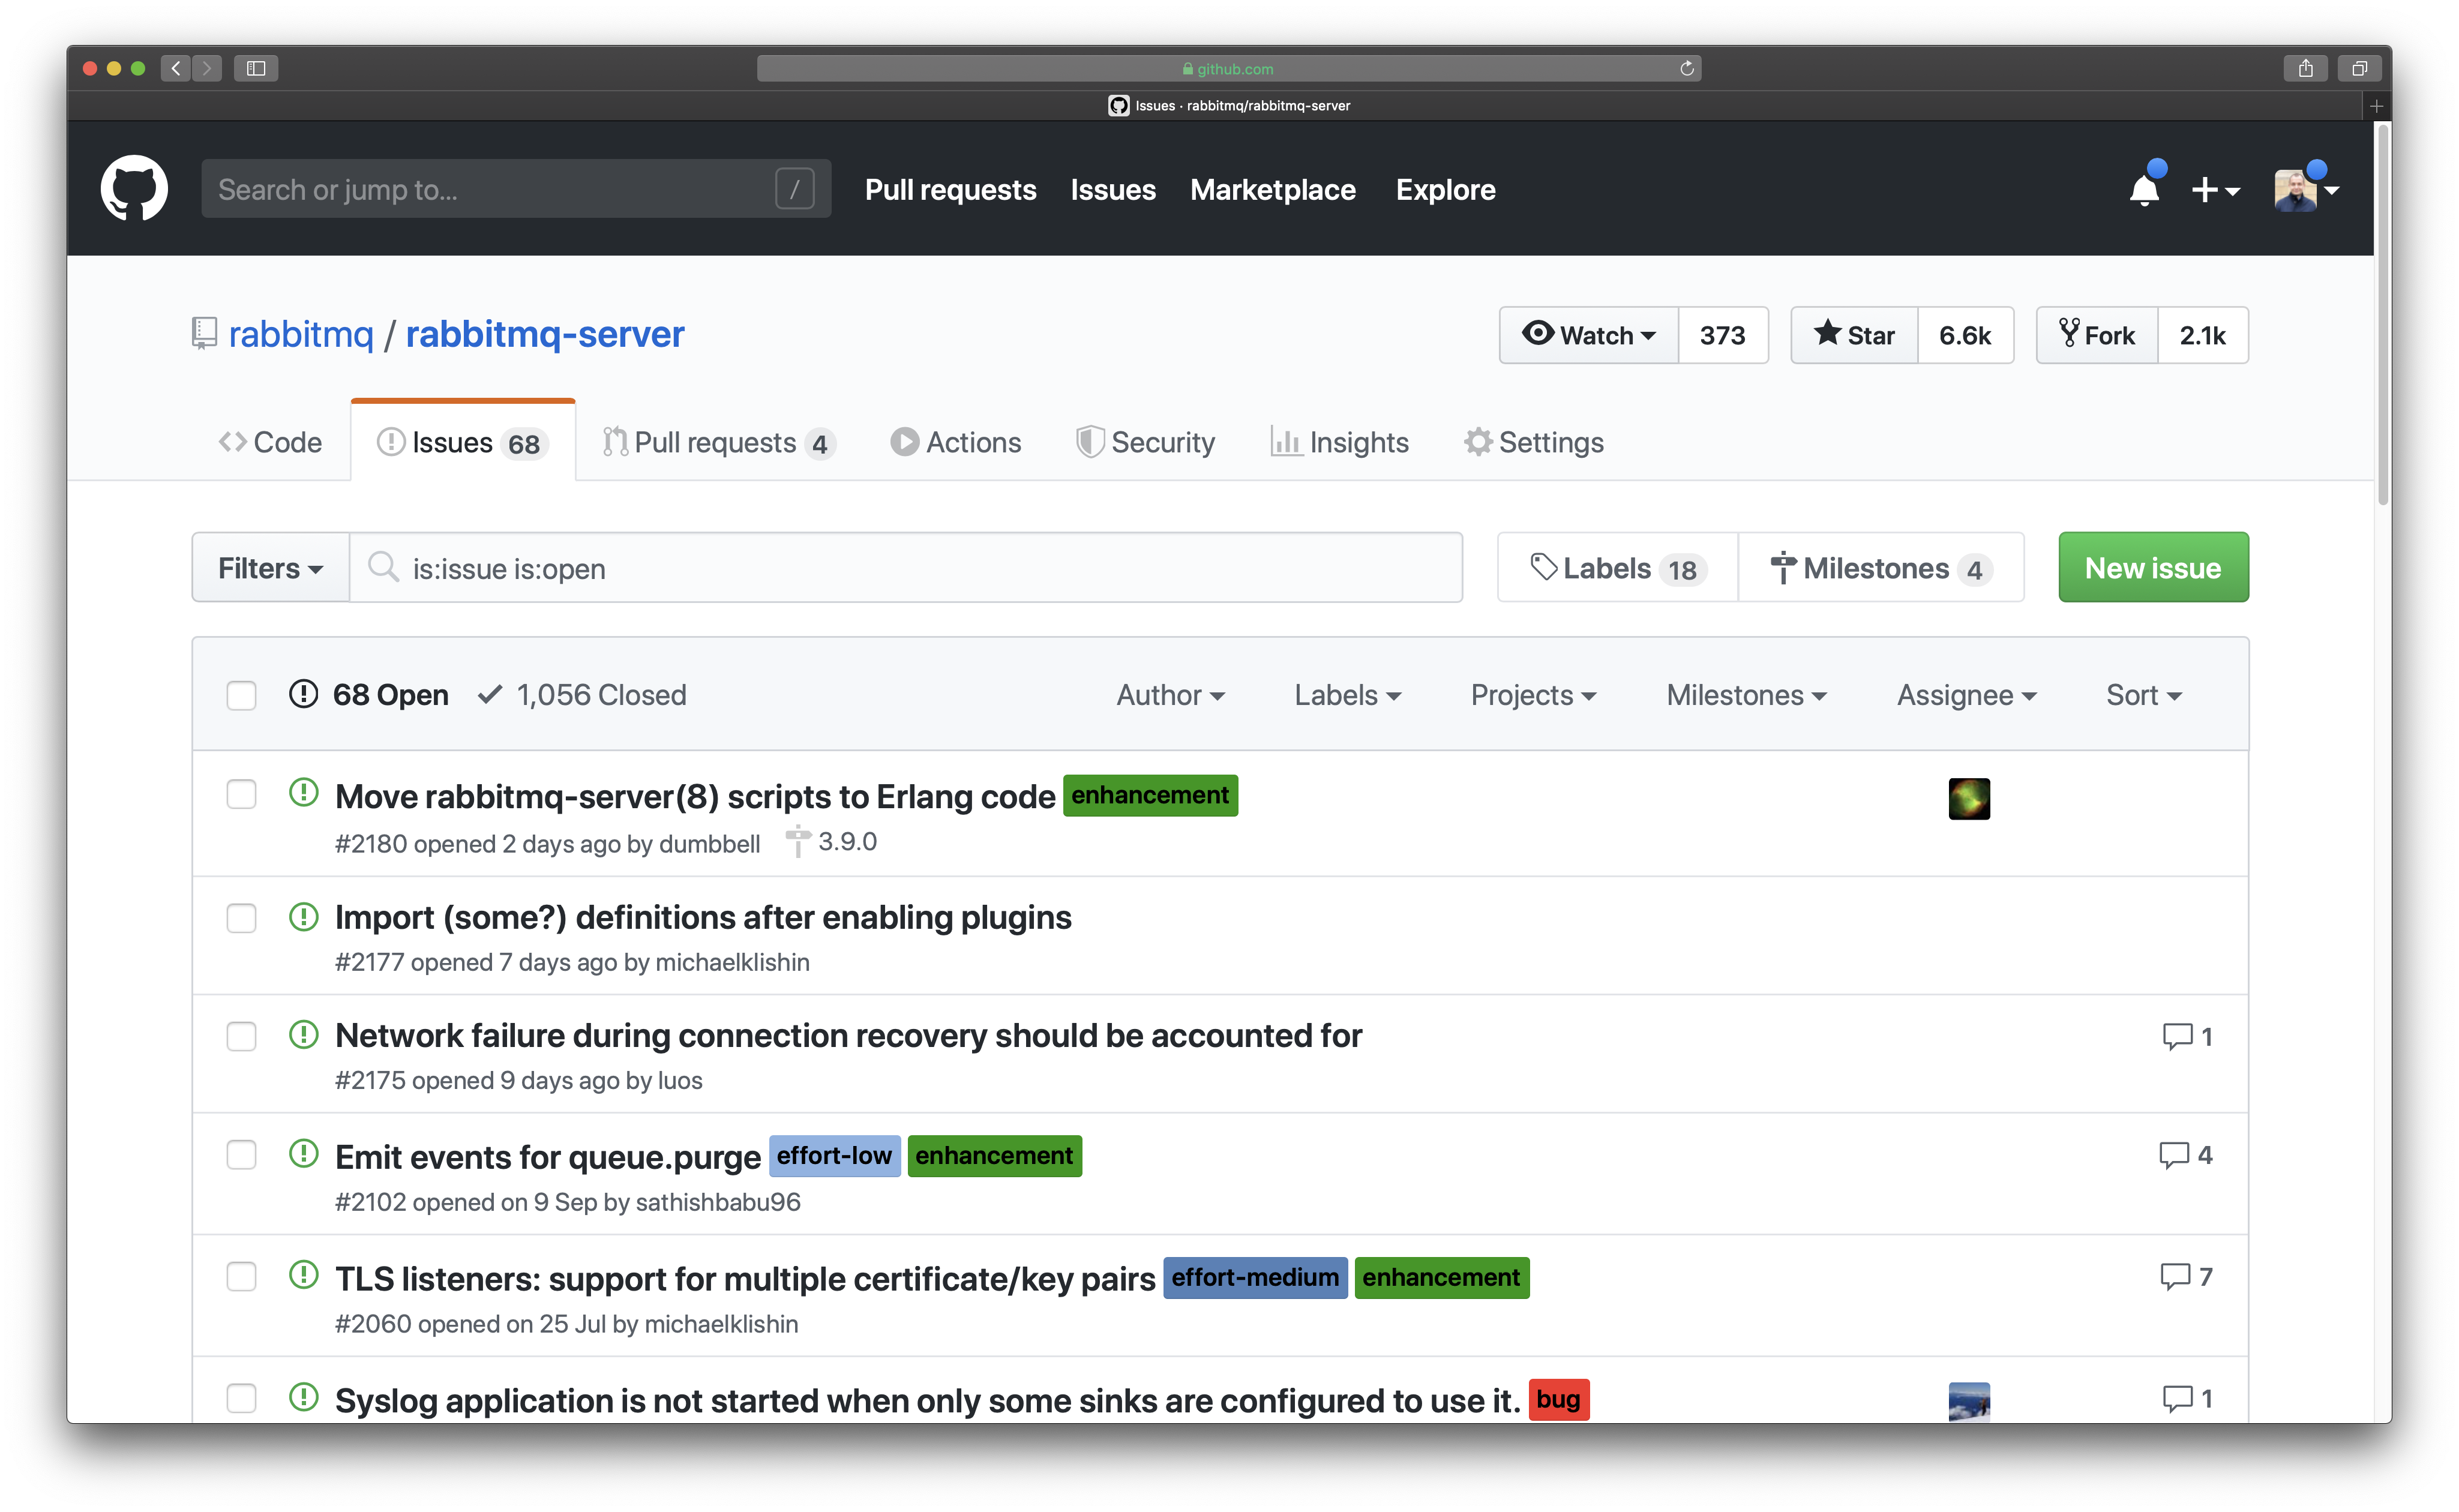 github.com
Issues · rabbitmq/rabbitmq-server
Search or jump to... / Pull requests Issues Marketplace Explore
rabbitmq / rabbitmq-server Watch 373 Star 6.6k Fork 2.1k
Code Issues 68 Pull requests 4 Actions Security Insights Settings
Filters is:issue is:open Labels 18 Milestones 4 New issue
68 Open 1,056 Closed Author Labels Projects Milestones Assignee Sort
Move rabbitmq-server(8) scripts to Erlang code enhancement
#2180 opened 2 days ago by dumbbell 3.9.0
Import (some?) definitions after enabling plugins
#2177 opened 7 days ago by michaelklishin
Network failure during connection recovery should be accounted for 1
#2175 opened 9 days ago by luos
Emit events for queue.purge effort-low enhancement 4
#2102 opened on 9 Sep by sathishbabu96
TLS listeners: support for multiple certificate/key pairs effort-medium enhancement 7
#2060 opened on 25 Jul by michaelklishin
Syslog application is not started when only some sinks are configured to use it. bug 1